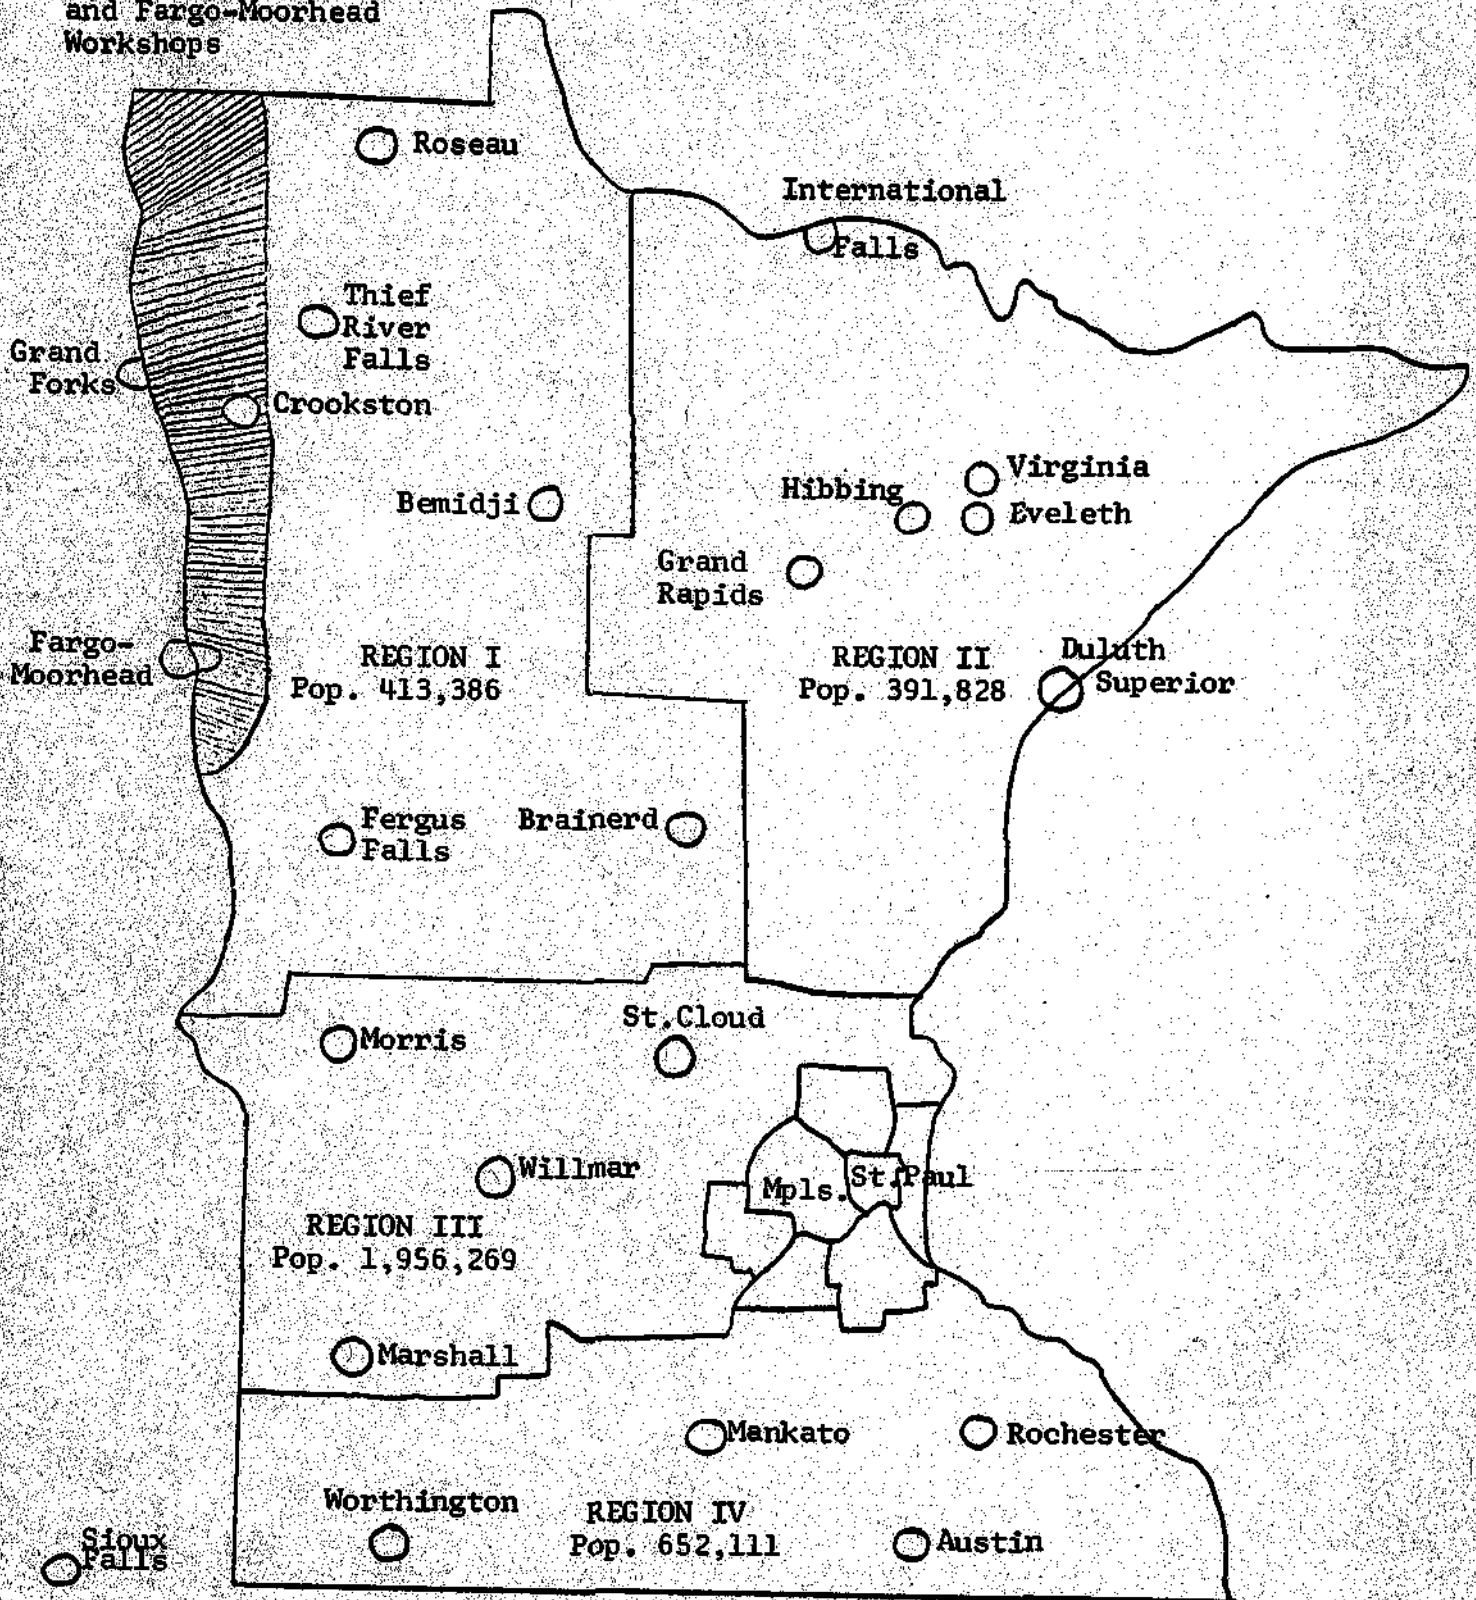 and Fargo-Moorhead
Workshops
Roseau
International
Falls
Thief
River
Falls
Grand
Forks
Crookston
Virginia
Hibbing
Bemidji
Eveleth
Grand
Rapids
Fargo-
Moorhead
REGION I
Pop. 413,386
REGION II
Pop. 391,828
Duluth
Superior
Fergus
Falls
Brainerd
St.Cloud
Morris
Willmar
Mpls.
St.Paul
REGION III
Pop. 1,956,269
Marshall
Mankato
Rochester
Worthington
REGION IV
Pop. 652,111
Austin
Sioux
Falls